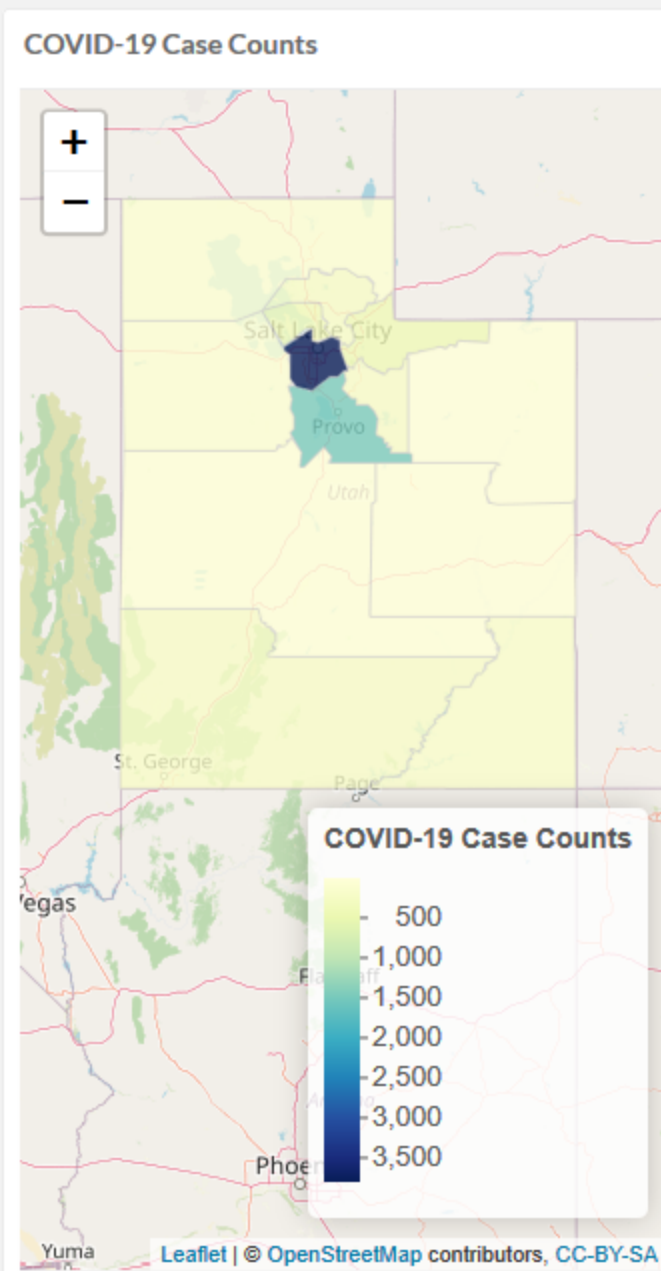 COVID-19 Case Counts
+
−
Salt Lake City
Provo
Utah
St. George
Page
COVID-19 Case Counts
500
1,000
1,500
2,000
2,500
3,000
3,500
Vegas
Flagstaff
Arizona
Phoe
Yuma
Leaflet | © OpenStreetMap contributors, CC-BY-SA